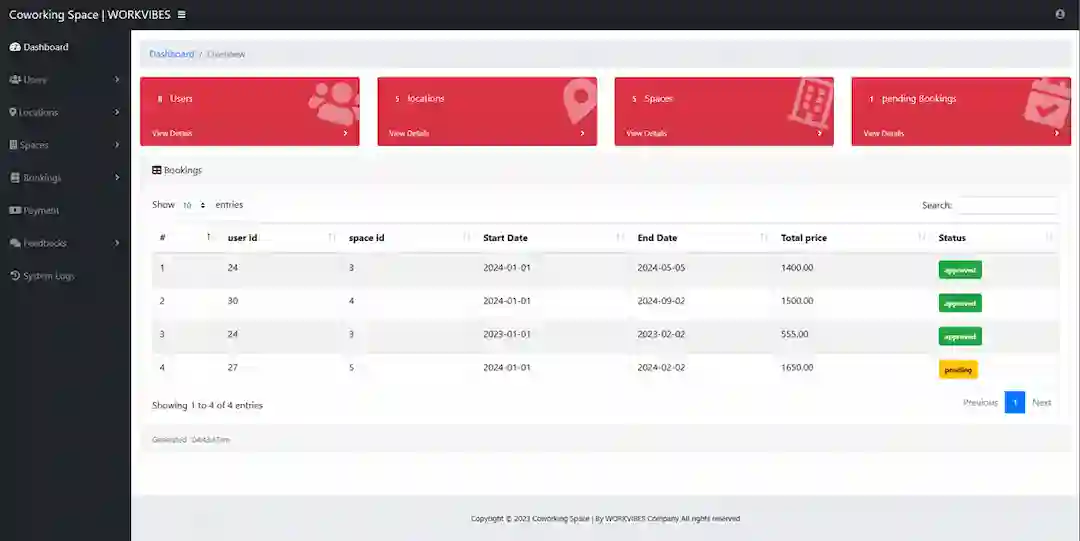 Coworking Space | WORKVIBES
Dashboard
Users
Locations
Spaces
Bookings
Payment
Feedbacks
System Logs
Dashboard / Overview
8 Users
View Details
5 locations
View Details
5 Spaces
View Details
1 pending Bookings
View Details
Bookings
Show 10 entries
Search:
# user id space id Start Date End Date Total price Status
1 24 3 2024-01-01 2024-05-05 1400.00 approved
2 30 4 2024-01-01 2024-09-02 1500.00 approved
3 24 3 2023-01-01 2023-02-02 555.00 approved
4 27 5 2024-01-01 2024-02-02 1650.00 pending
Showing 1 to 4 of 4 entries
Previous 1 Next
Generated
Copyright © 2023 Coworking Space | By WORKVIBES Company All rights reserved